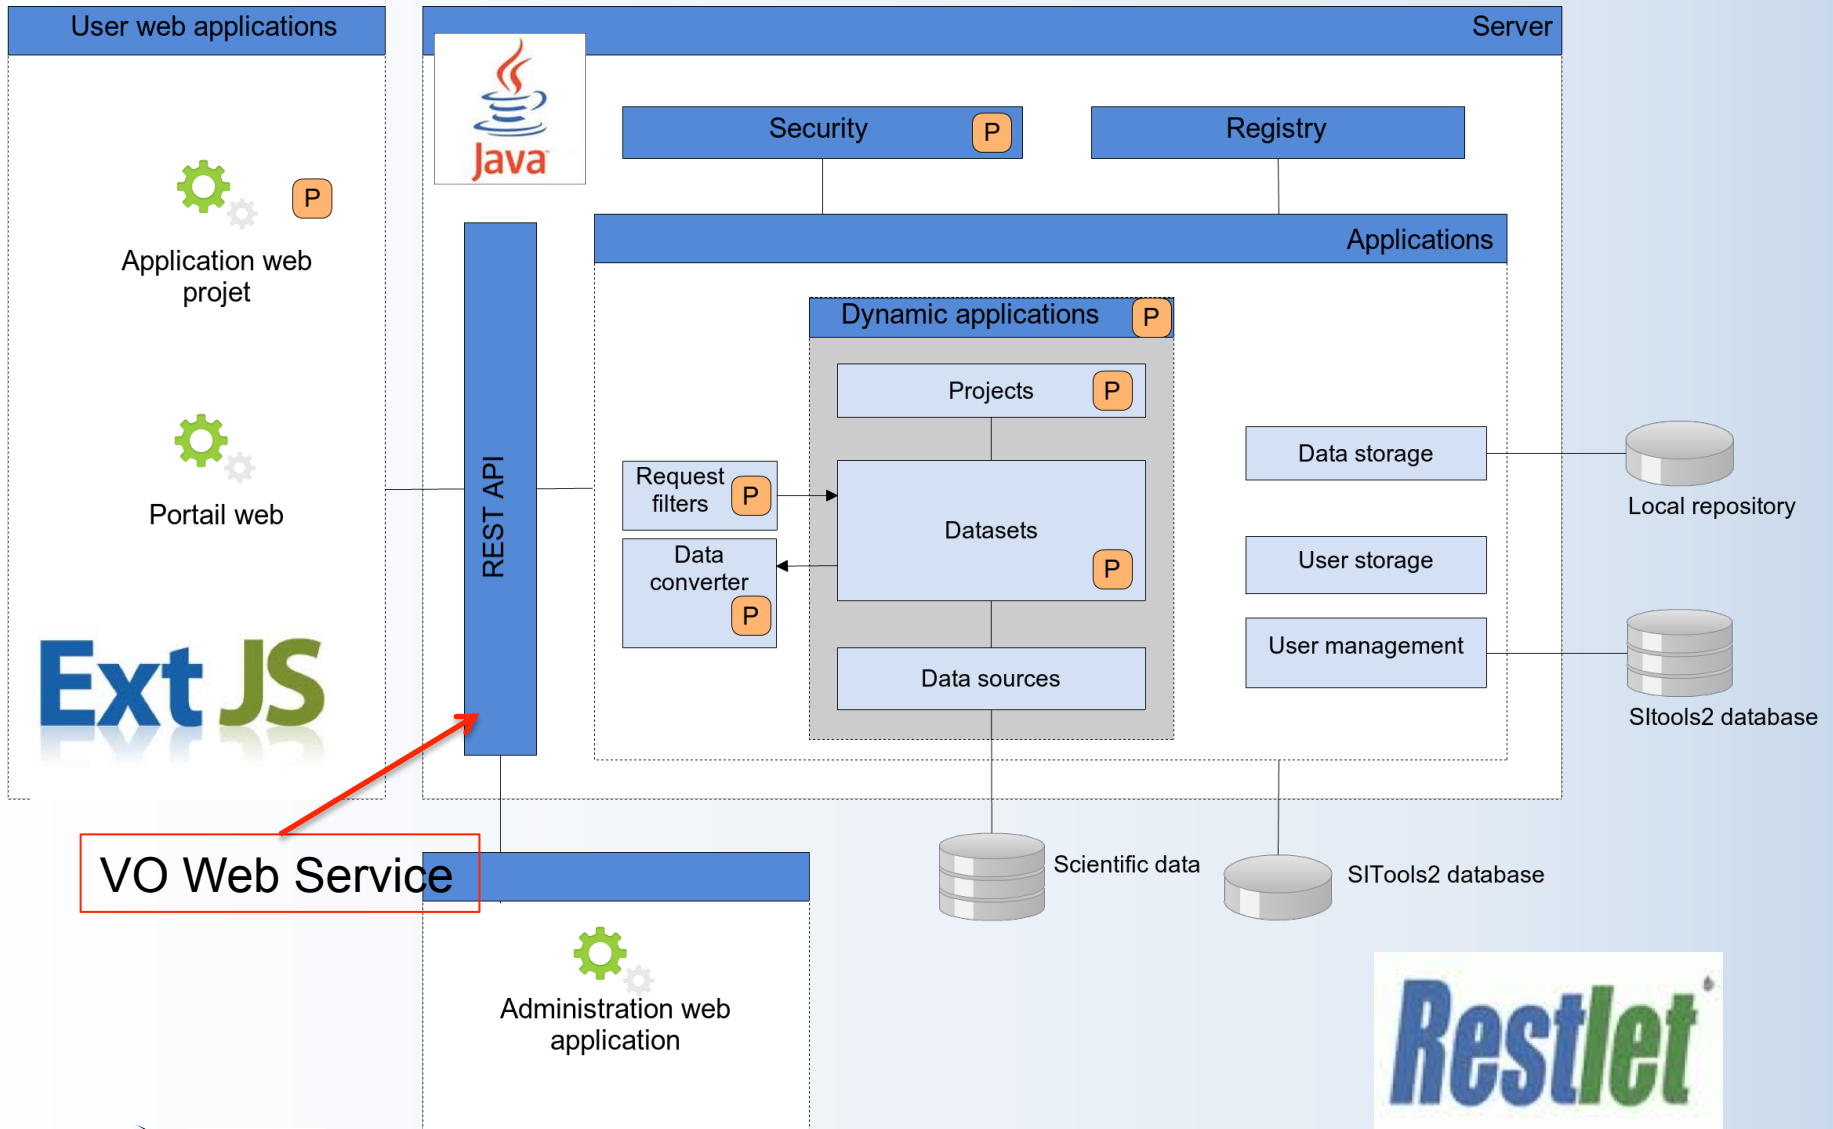 User web applications
Server
Java
Security
P
Registry
P
Application web
projet
Applications
Dynamic applications
P
Projects
P
Portail web
REST API
Request
filters
P
Data
converter
P
Datasets
P
Data sources
Data storage
User storage
User management
Local repository
SItools2 database
Ext JS
VO Web Service
Scientific data
SITools2 database
Administration web
application
Restlet